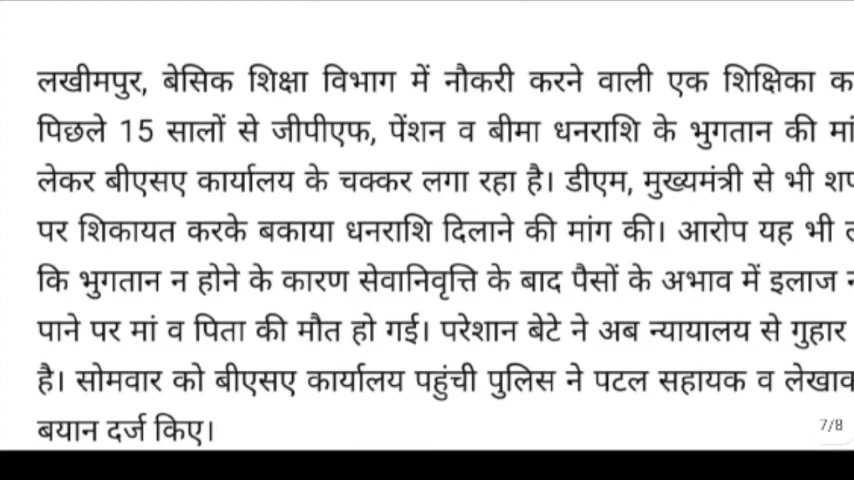 लखीमपुर, बेसिक शिक्षा विभाग में नौकरी करने वाली एक शिक्षिका
पिछले 15 सालों से जीपीएफ, पेंशन व बीमा धनराशि के भुगतान की
लेकर बीएसए कार्यालय के चक्कर लगा रहा है। डीएम, मुख्यमंत्री से भी
पर शिकायत करके बकाया धनराशि दिलाने की मांग की। आरोप यह भी
कि भुगतान न होने के कारण सेवानिवृत्ति के बाद पैसों के अभाव में इलाज
पाने पर मां व पिता की मौत हो गई। परेशान बेटे ने अब न्यायालय से गुहार
है। सोमवार को बीएसए कार्यालय पहुंची पुलिस ने पटल सहायक व
बयान दर्ज किए।
7/8